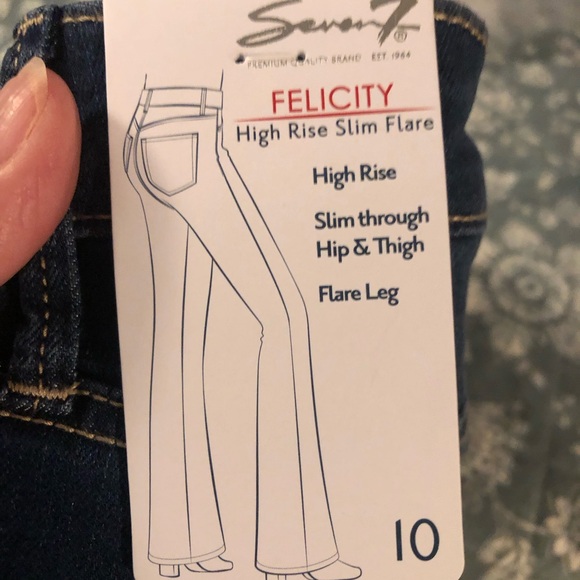 Seven7®
PREMIUM QUALITY BRAND EST. 1964
FELICITY
High Rise Slim Flare
High Rise
Slim through
Hip & Thigh
Flare Leg
10